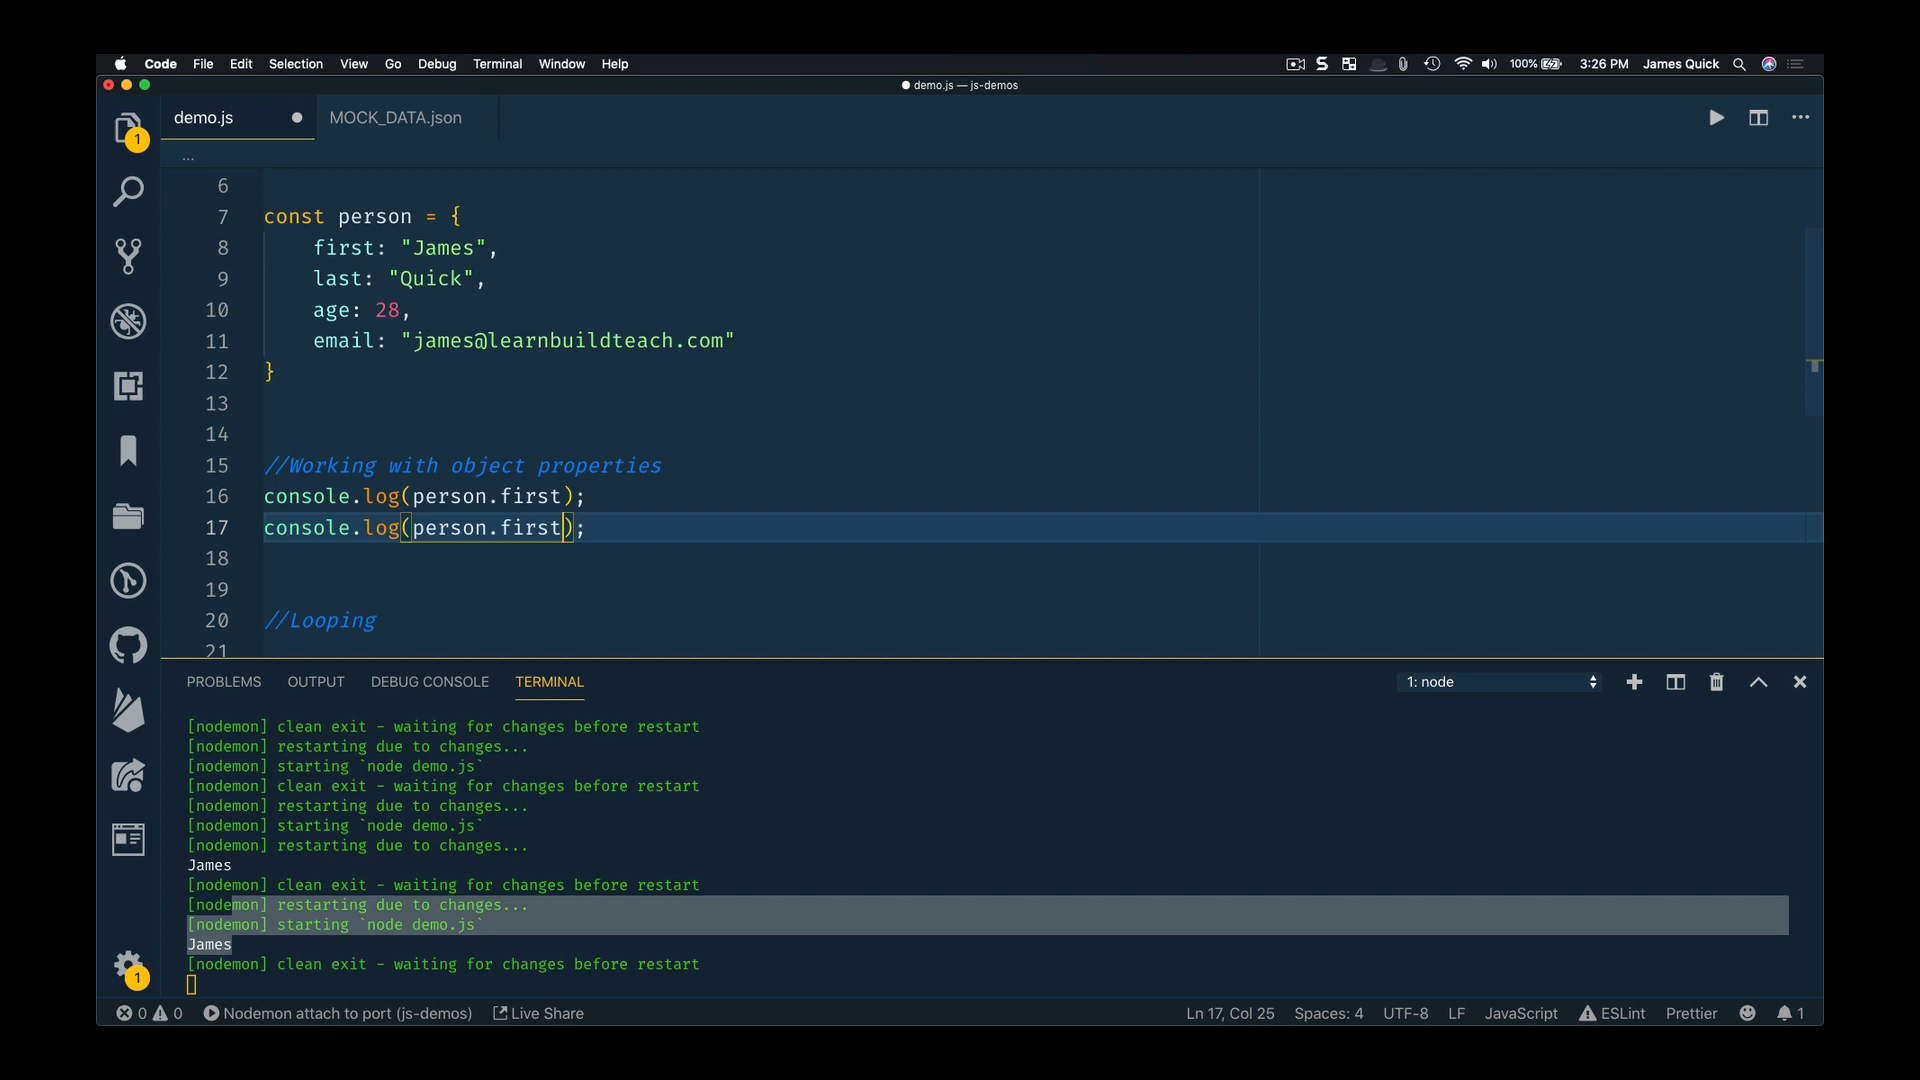 Code File Edit Selection View Go Debug Terminal Window Help 100% 3:26 PM James Quick
demo.js — js-demos
demo.js MOCK_DATA.json
...
6
7 const person = {
8 first: "James",
9 last: "Quick",
10 age: 28,
11 email: "james@learnbuildteach.com"
12 }
13
14
15 //Working with object properties
16 console.log(person.first);
17 console.log(person.first);
18
19
20 //Looping
21
1
PROBLEMS OUTPUT DEBUG CONSOLE TERMINAL 1: node
[nodemon] clean exit - waiting for changes before restart
[nodemon] restarting due to changes...
[nodemon] starting `node demo.js`
[nodemon] clean exit - waiting for changes before restart
[nodemon] restarting due to changes...
[nodemon] starting `node demo.js`
[nodemon] restarting due to changes...
James
[nodemon] clean exit - waiting for changes before restart
[nodemon] restarting due to changes...
[nodemon] starting `node demo.js`
James
[nodemon] clean exit - waiting for changes before restart
1
0 0 Nodemon attach to port (js-demos) Live Share Ln 17, Col 25 Spaces: 4 UTF-8 LF JavaScript ESLint Prettier 1